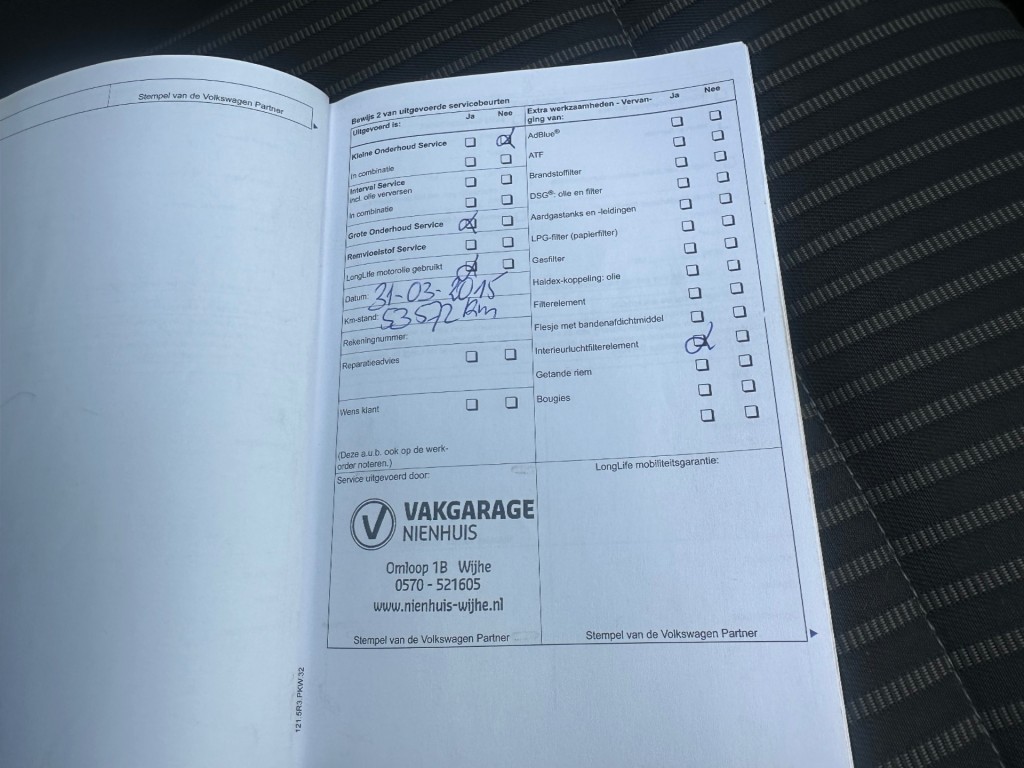 Stempel van de Volkswagen Partner
Bewijs 2 van uitgevoerde servicebeurten
Uitgevoerd is:
Ja
Nee
Kleine Onderhoud Service
In combinatie
Interval Service
incl. olie verversen
In combinatie
Grote Onderhoud Service
Remvloeistof Service
LongLife motorolie gebruikt
Datum: 31-03-2015
Km-stand: 53572 km
Rekeningnummer:
Reparatieadvies
Wens klant
(Deze a.u.b. ook op de werk-
order noteren.)
Service uitgevoerd door:
VAKGARAGE
NIENHUIS
Omloop 1B Wijhe
0570 - 521605
www.nienhuis-wijhe.nl
Stempel van de Volkswagen Partner
Extra werkzaamheden - Vervan-
ging van:
Ja
Nee
AdBlue®
ATF
Brandstoffilter
DSG®: olie en filter
Aardgastanks en -leidingen
LPG-filter (papierfilter)
Gasfilter
Haldex-koppeling: olie
Filterelement
Flesje met bandenafdichtmiddel
Interieurluchtfilterelement
Getande riem
Bougies
LongLife mobiliteitsgarantie:
Stempel van de Volkswagen Partner
121.5R3.PKW.32